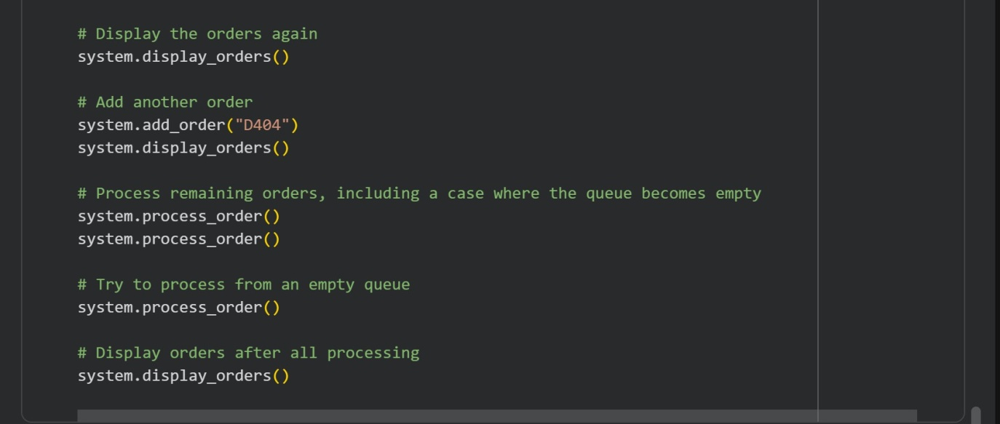 # Display the orders again
system.display_orders()
# Add another order
system.add_order("D404")
system.display_orders()
# Process remaining orders, including a case where the queue becomes empty
system.process_order()
system.process_order()
# Try to process from an empty queue
system.process_order()
# Display orders after all processing
system.display_orders()